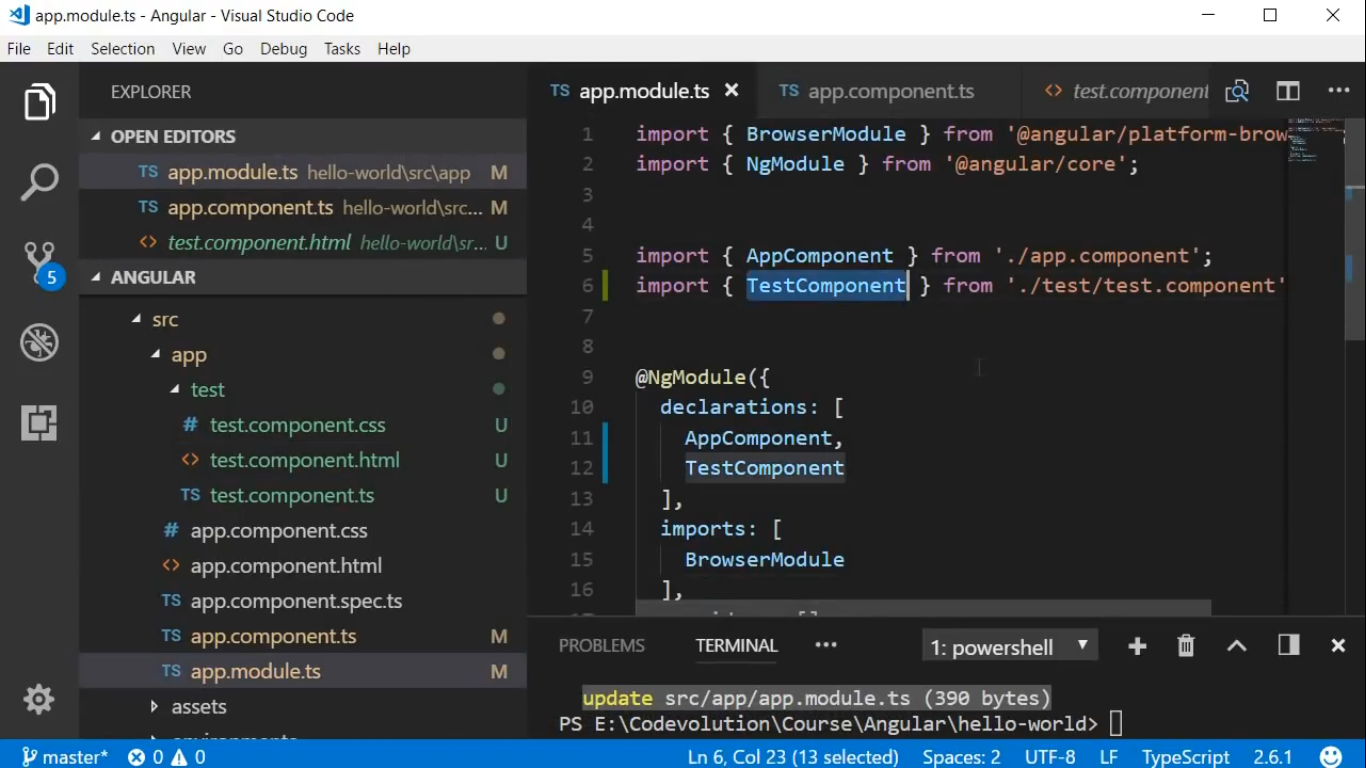 app.module.ts - Angular - Visual Studio Code
File Edit Selection View Go Debug Tasks Help
EXPLORER
OPEN EDITORS
TS app.module.ts hello-world\src\app M
TS app.component.ts hello-world\src... M
<> test.component.html hello-world\sr... U
5
ANGULAR
src
app
test
# test.component.css U
<> test.component.html U
TS test.component.ts U
# app.component.css
<> app.component.html
TS app.component.spec.ts
TS app.component.ts M
TS app.module.ts M
assets
TS app.module.ts TS app.component.ts <> test.component
1 import { BrowserModule } from '@angular/platform-brow
2 import { NgModule } from '@angular/core';
3
4
5 import { AppComponent } from './app.component';
6 import { TestComponent } from './test/test.component'
7
8
9 @NgModule({
10 declarations: [
11 AppComponent,
12 TestComponent
13 ],
14 imports: [
15 BrowserModule
16 ],
PROBLEMS TERMINAL ••• 1: powershell
update src/app/app.module.ts (390 bytes)
PS E:\Codevolution\Course\Angular\hello-world>
master* 0 0 Ln 6, Col 23 (13 selected) Spaces: 2 UTF-8 LF TypeScript 2.6.1